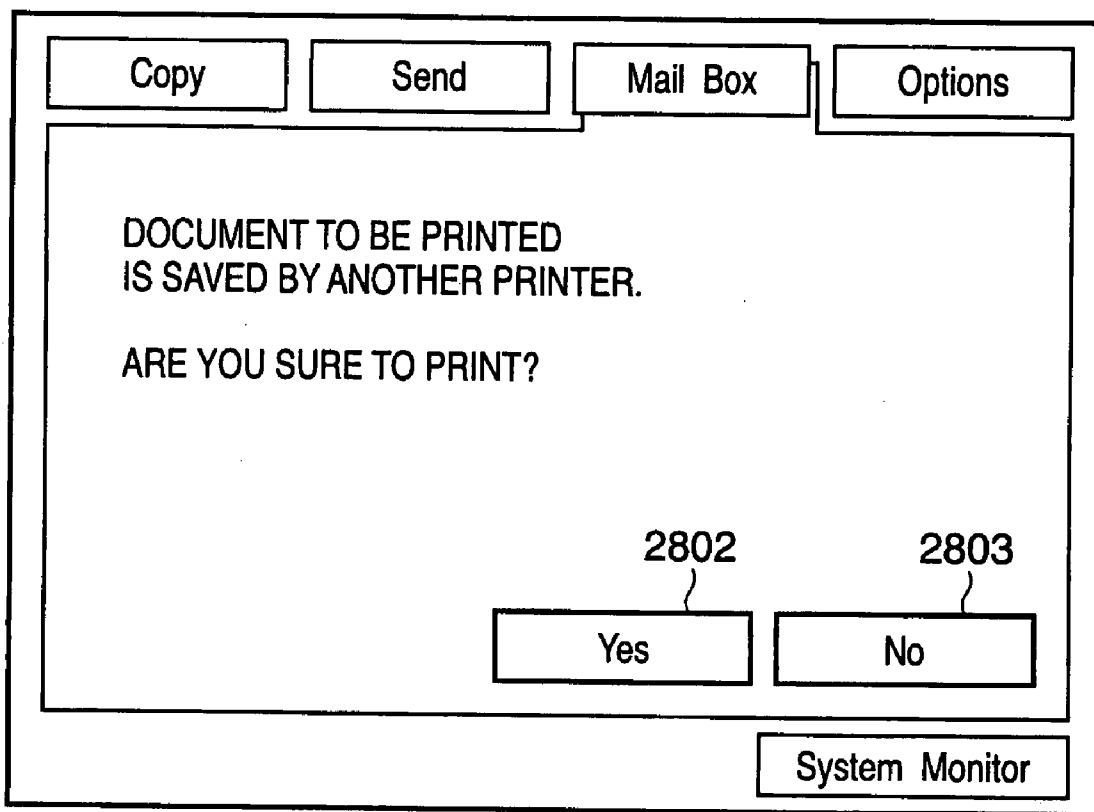 Copy
Send
Mail Box
Options
DOCUMENT TO BE PRINTED
IS SAVED BY ANOTHER PRINTER.
ARE YOU SURE TO PRINT?
2802
2803
Yes
No
System Monitor